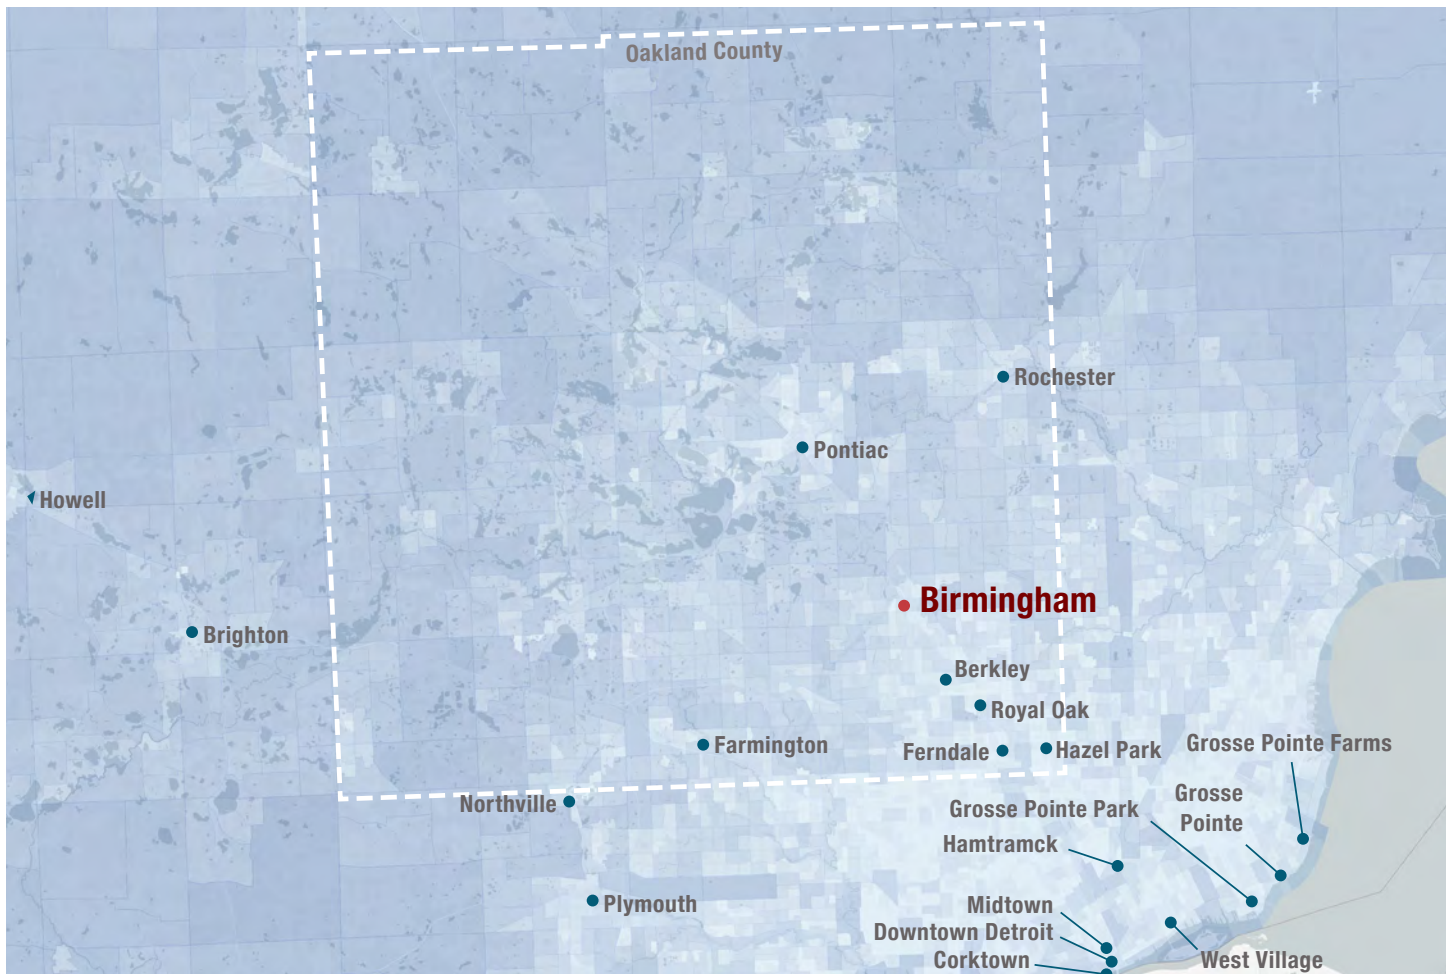 Oakland County
Rochester
Pontiac
Howell
Birmingham
Brighton
Berkley
Royal Oak
Farmington
Ferndale
Hazel Park
Grosse Pointe Farms
Northville
Grosse Pointe Park
Grosse
Pointe
Hamtramck
Plymouth
Midtown
Downtown Detroit
Corktown
West Village